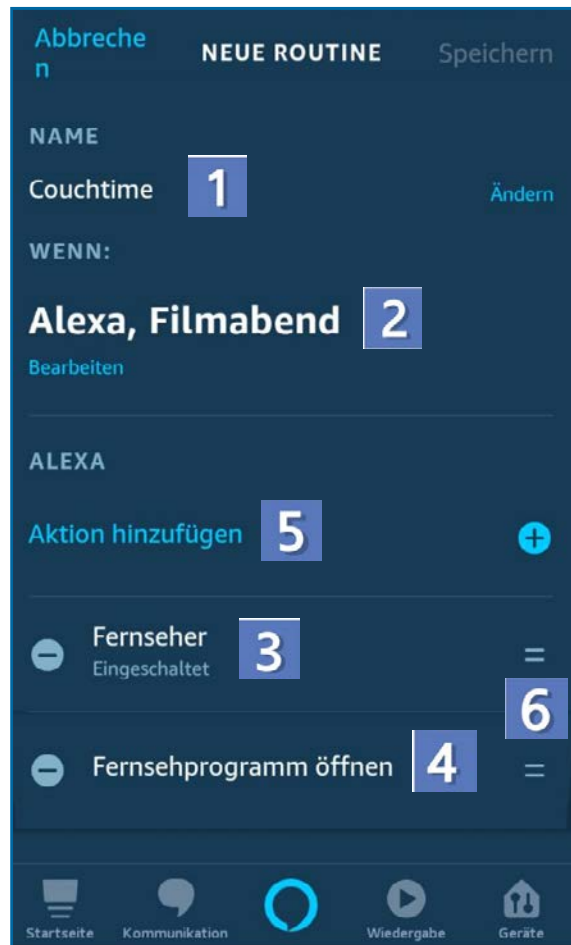 Abbreche
n
NEUE ROUTINE
Speichern
NAME
Couchtime 1
Ändern
WENN:
Alexa, Filmabend 2
Bearbeiten
ALEXA
Aktion hinzufügen 5
Fernseher 3
Eingeschaltet
6
Fernsehprogramm öffnen 4
Startseite Kommunikation Wiedergabe Geräte